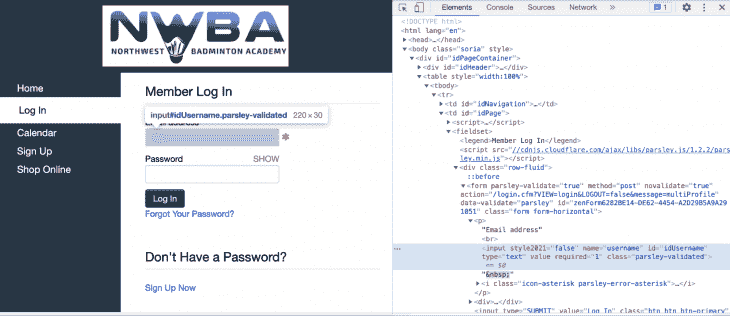 NWBA
NORTHWEST BADMINTON ACADEMY
Home
Log In
Calendar
Sign Up
Shop Online
Member Log In
input#idUsername.parsley-validated 220 × 30
Email address
Password SHOW
Log In
Forgot Your Password?
Don't Have a Password?
Sign Up Now
Elements Console Sources Network » 1
<!DOCTYPE html>
<html lang="en">
<head>…</head>
<body class="soria" style>
<div id="idPageContainer">
<div id="idHeader">…</div>
<table style="width:100%">
<tbody>
<tr>
<td id="idNavigation">…</td>
<td id="idPage">
<script>…</script>
<fieldset>
<legend>Member Log In</legend>
<script src="//cdnjs.cloudflare.com/ajax/libs/parsley.js/1.2.2/par
sley.min.js"></script>
<div class="row-fluid">
::before
<form parsley-validate="true" method="post" novalidate="true"
action="/login.cfm?VIEW=login&LOGOUT=false&message=multiProfile"
data-validate="parsley" id="zenForm6282BE14-DE62-4454-A2D29B5A9A29
1051" class="form form-horizontal">
<p>
"Email address"
<br>
<input style2021="false" name="username" id="idUsername"
type="text" value required="1" class="parsley-validated">
== $0
"&nbsp;"
<i class="icon-asterisk parsley-error-asterisk">…</i>
</p>
<div>…</div>
<input type="SUBMIT" value="Log In" class="btn btn btn-primary